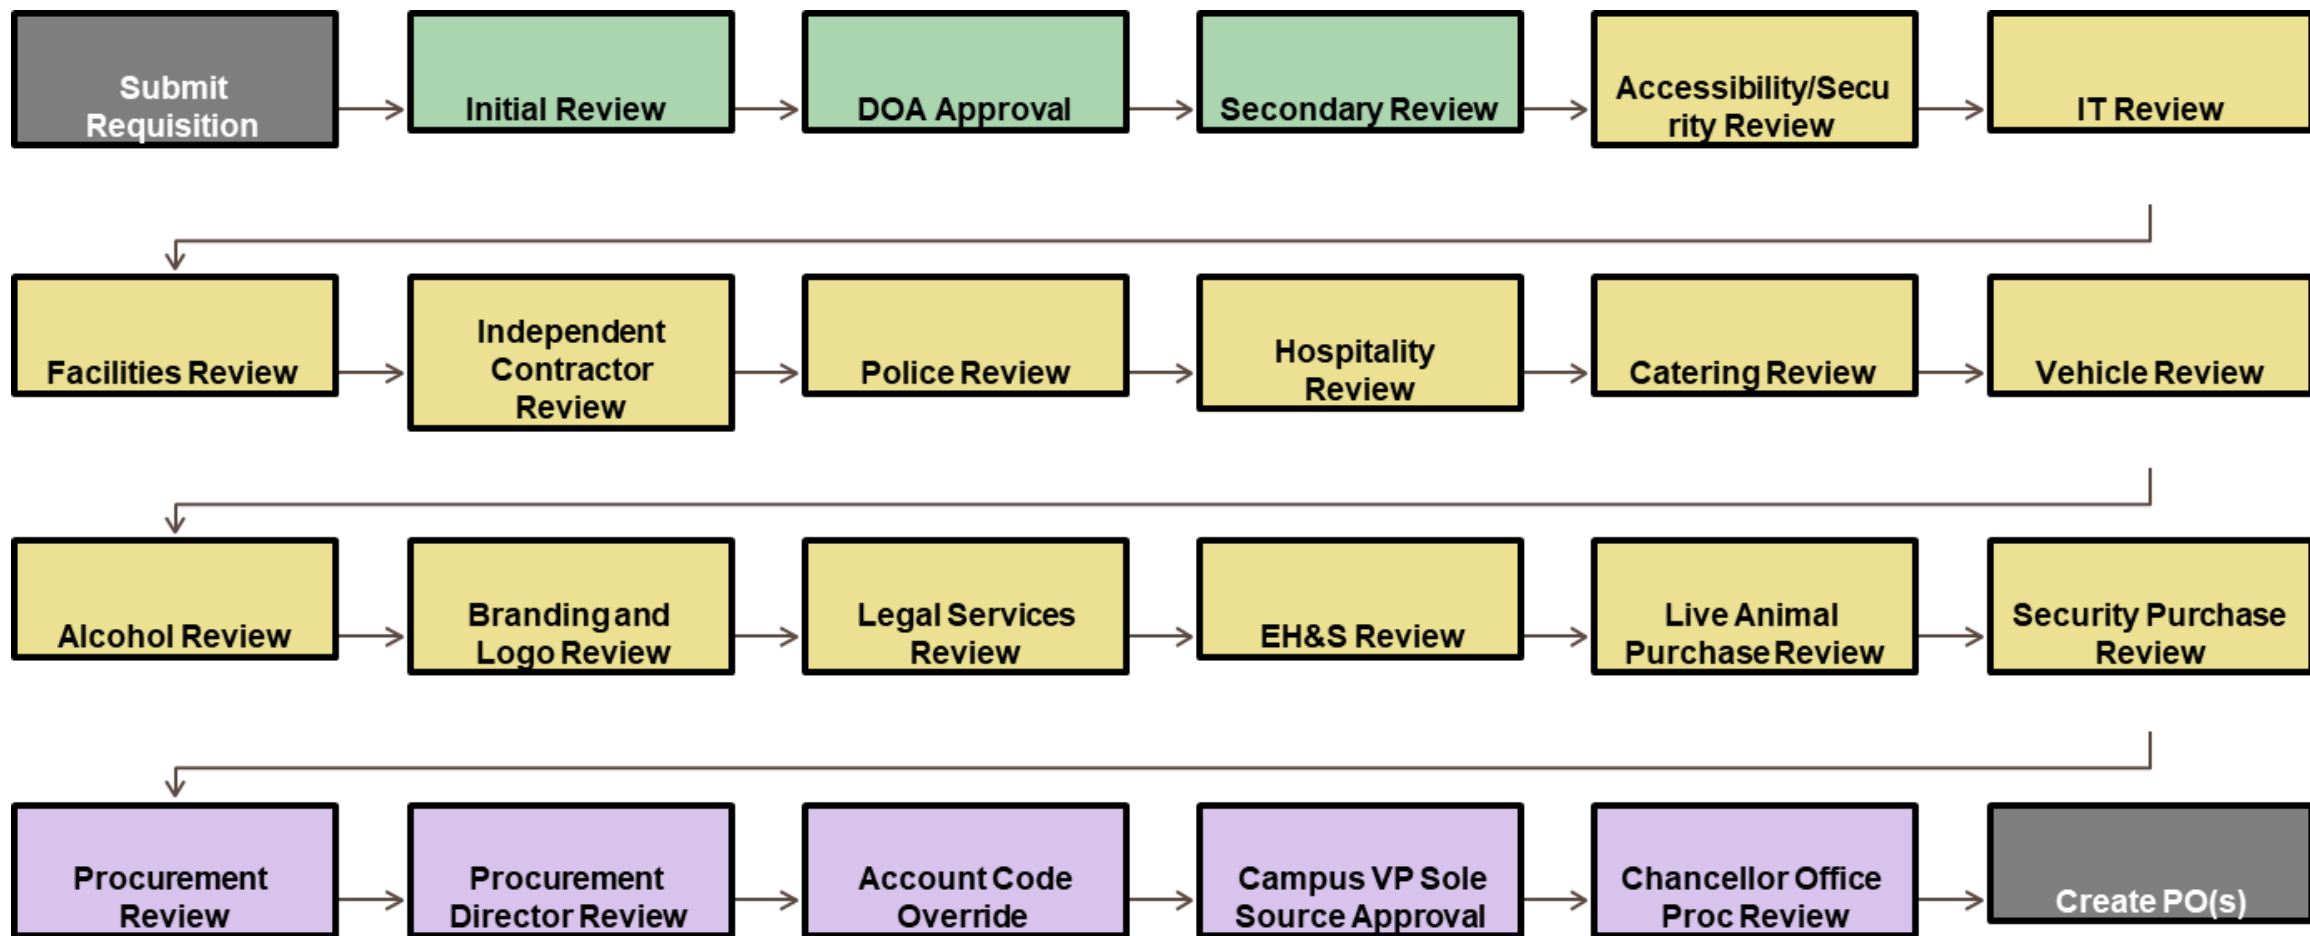 Submit
Requisition
Initial Review
DOA Approval
Secondary Review
Accessibility/Secu
rity Review
IT Review
Facilities Review
Independent
Contractor
Review
Police Review
Hospitality
Review
Catering Review
Vehicle Review
Alcohol Review
Branding and
Logo Review
Legal Services
Review
EH&S Review
Live Animal
Purchase Review
Security Purchase
Review
Procurement
Review
Procurement
Director Review
Account Code
Override
Campus VP Sole
Source Approval
Chancellor Office
Proc Review
Create PO(s)